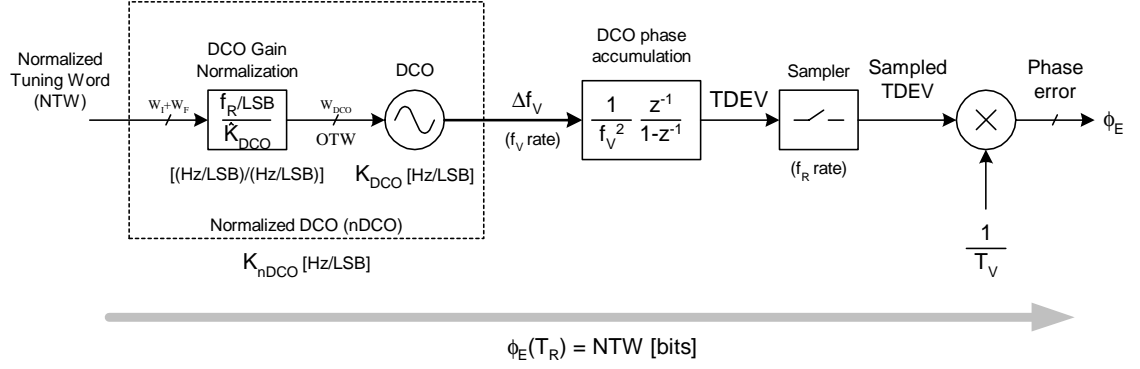 Normalized
Tuning Word
(NTW)
W_I+W_F
DCO Gain
Normalization
f_R/LSB
K̂_DCO
[(Hz/LSB)/(Hz/LSB)]
W_DCO
OTW
DCO
K_DCO [Hz/LSB]
Normalized DCO (nDCO)
K_nDCO [Hz/LSB]
Δf_V
(f_V rate)
DCO phase
accumulation
1 z^-1
f_V^2 1-z^-1
TDEV
Sampler
(f_R rate)
Sampled
TDEV
1
T_V
Phase
error
ϕ_E
ϕ_E(T_R) = NTW [bits]